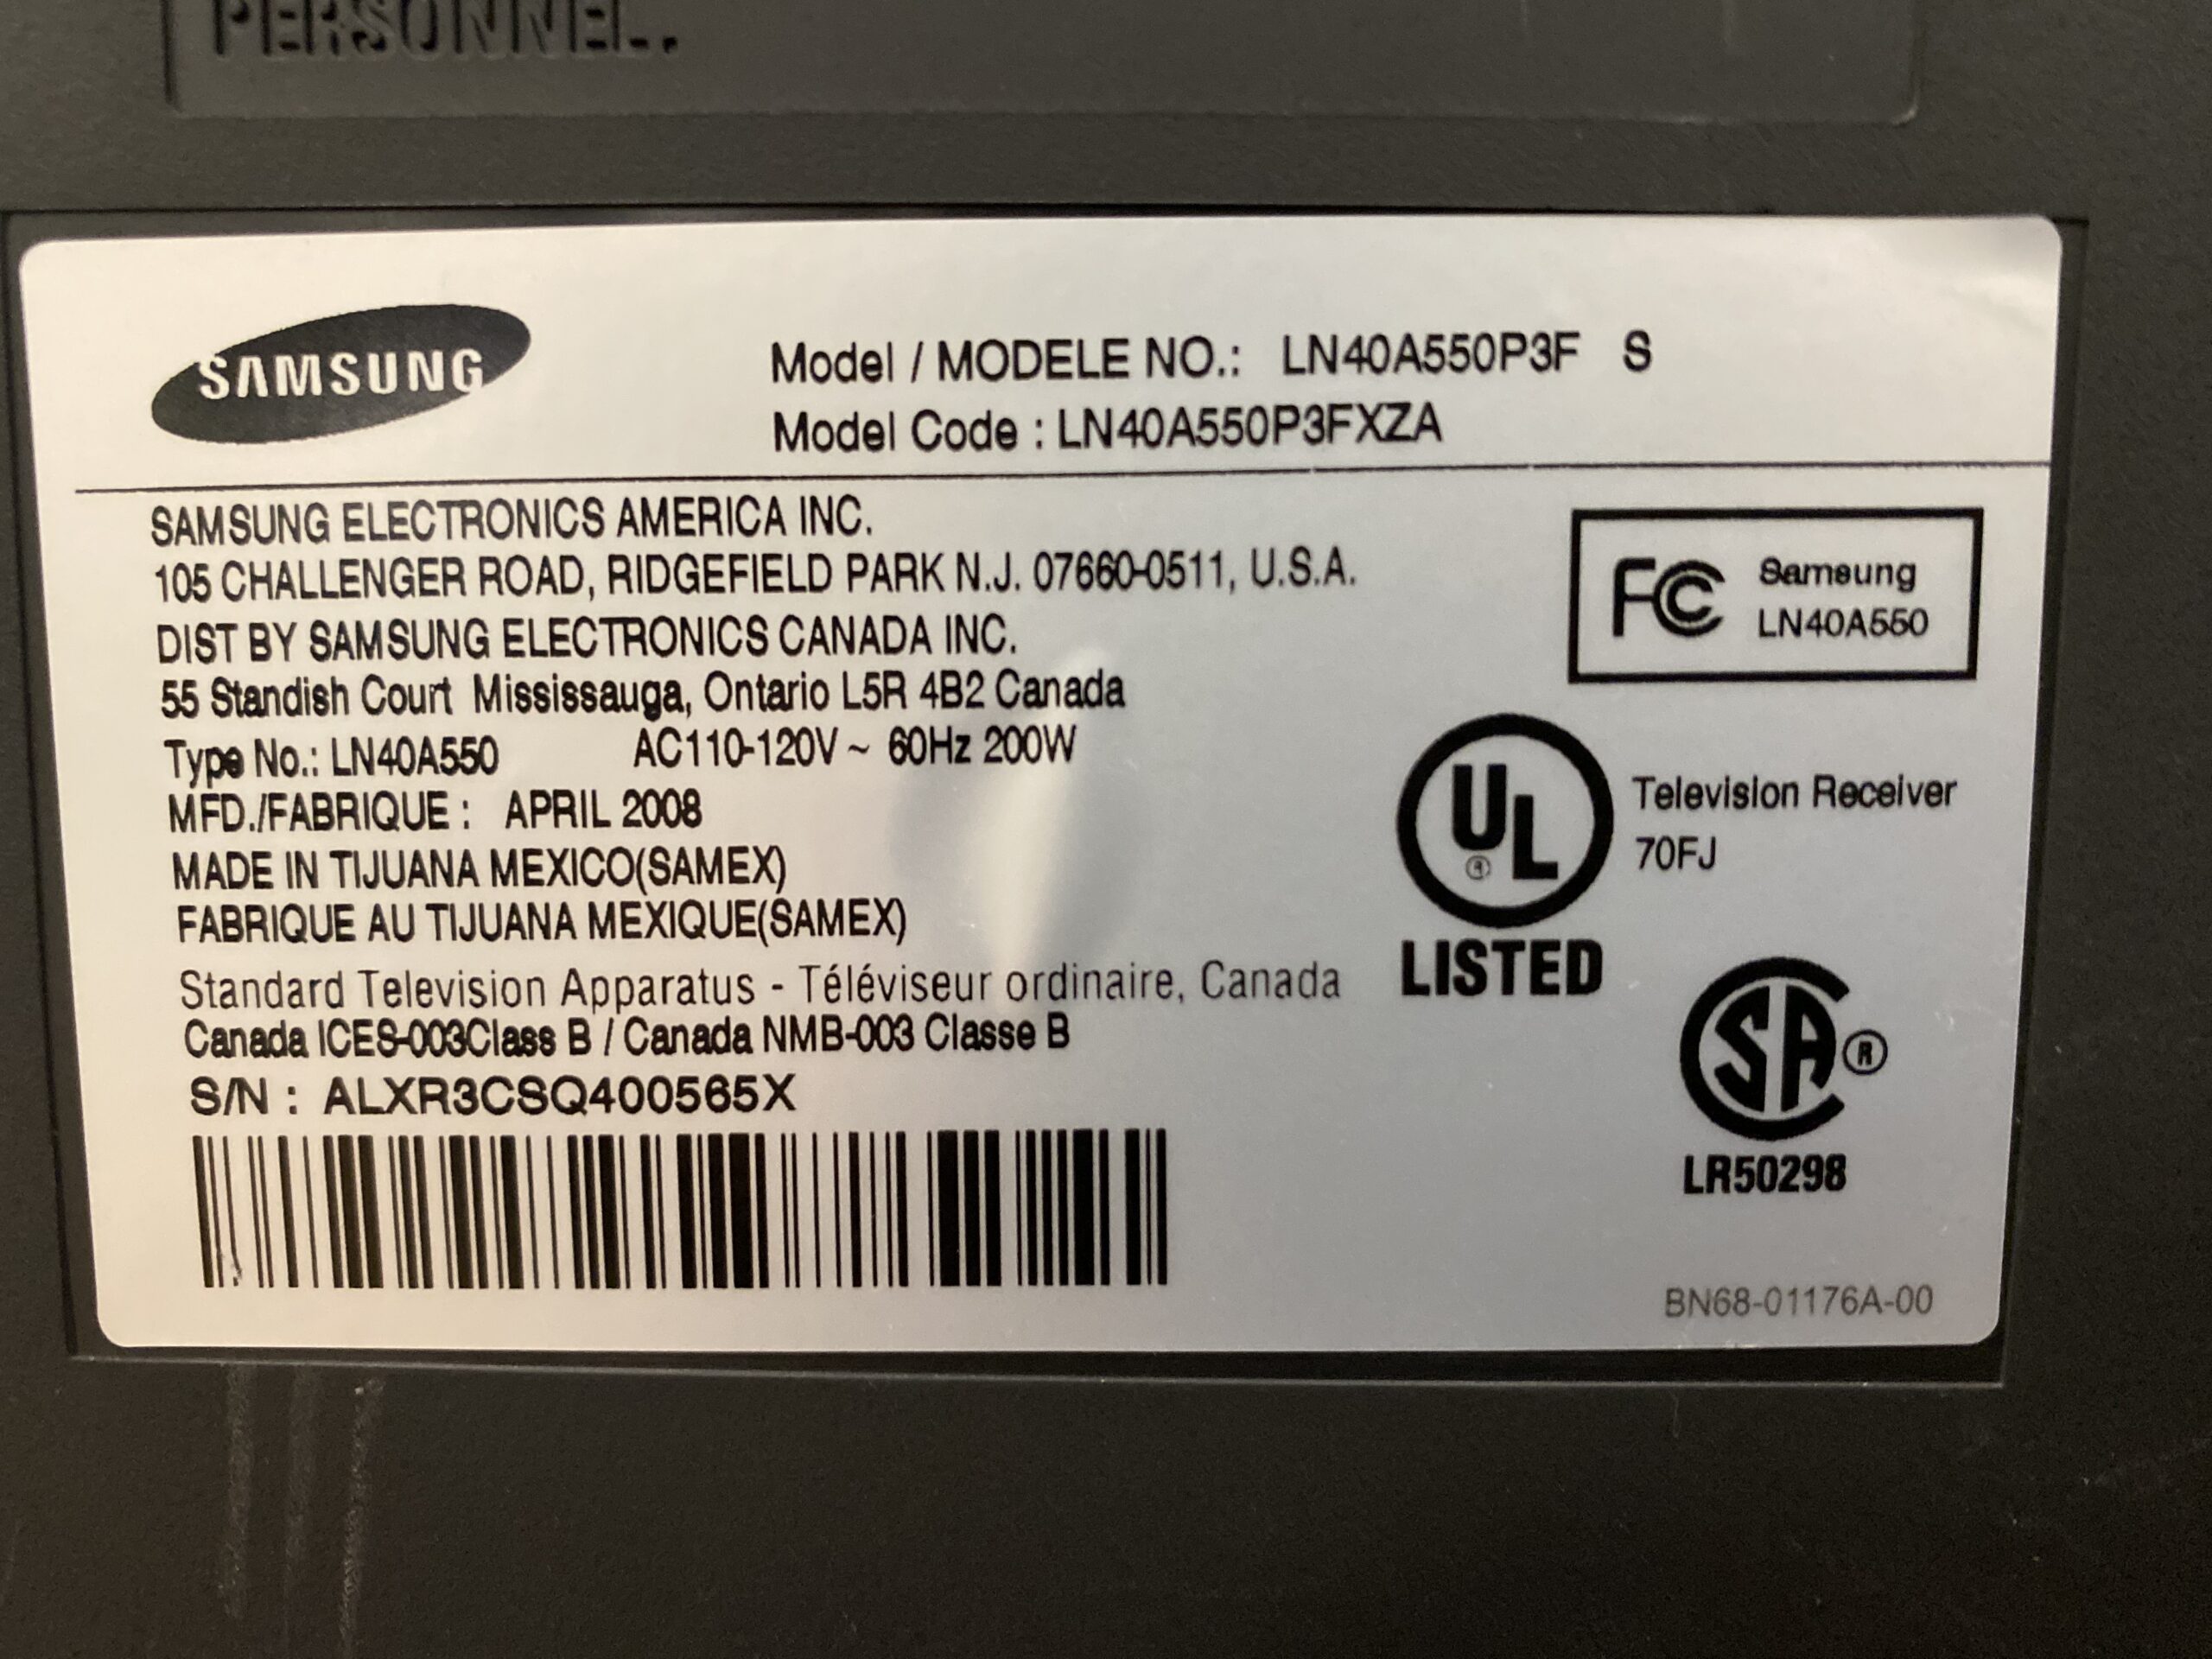 PERSONNEL.
SAMSUNG
Model / MODELE NO.: LN40A550P3F S
Model Code : LN40A550P3FXZA
SAMSUNG ELECTRONICS AMERICA INC.
105 CHALLENGER ROAD, RIDGEFIELD PARK N.J. 07660-0511, U.S.A.
DIST BY SAMSUNG ELECTRONICS CANADA INC.
55 Standish Court Mississauga, Ontario L5R 4B2 Canada
Type No.: LN40A550 AC110-120V ~ 60Hz 200W
MFD./FABRIQUE : APRIL 2008
MADE IN TIJUANA MEXICO(SAMEX)
FABRIQUE AU TIJUANA MEXIQUE(SAMEX)
Standard Television Apparatus - Téléviseur ordinaire, Canada
Canada ICES-003Class B / Canada NMB-003 Classe B
S/N : ALXR3CSQ400565X
FC Samsung
LN40A550
UL ®
LISTED
Television Receiver
70FJ
SA ®
LR50298
BN68-01176A-00